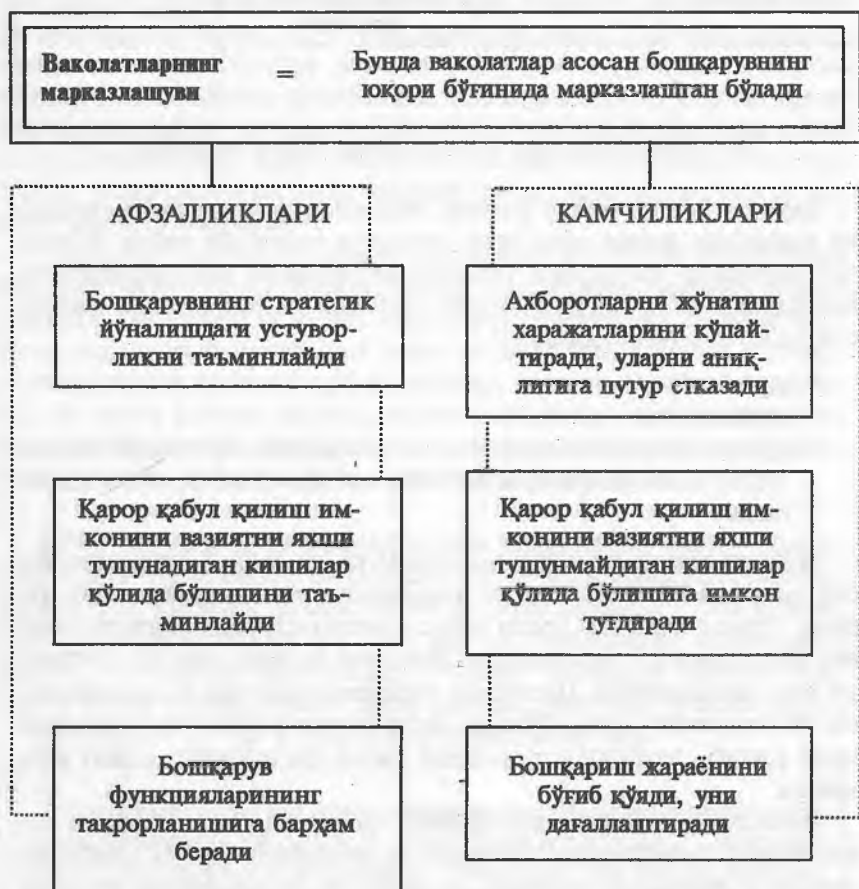 Ваколатларнинг
марказлашуви
=
Бунда ваколатлар асосан бошқарувнинг
юқори бўғинида марказлашган бўлади
АФЗАЛЛИКЛАРИ
Бошқарувнинг стратегик
йўналишдаги устувор-
ликни таъминлайди
Қарор қабул қилиш им-
конини вазиятни яхши
тушунадиган кишилар
қўлида бўлишини таъ-
минлайди
Бошқарув
функцияларининг
такрорланишига барҳам
беради
КАМЧИЛИКЛАРИ
Ахборотларни жўнатиш
харажатларини кўпай-
тиради, уларни аниқ-
лигига путур стказади
Қарор қабул қилиш им-
конини вазиятни яхши
тушунмайдиган кишилар
қўлида бўлишига имкон
туғдиради
Бошқариш жараёнини
бўғиб қўяди, уни
дағаллаштиради